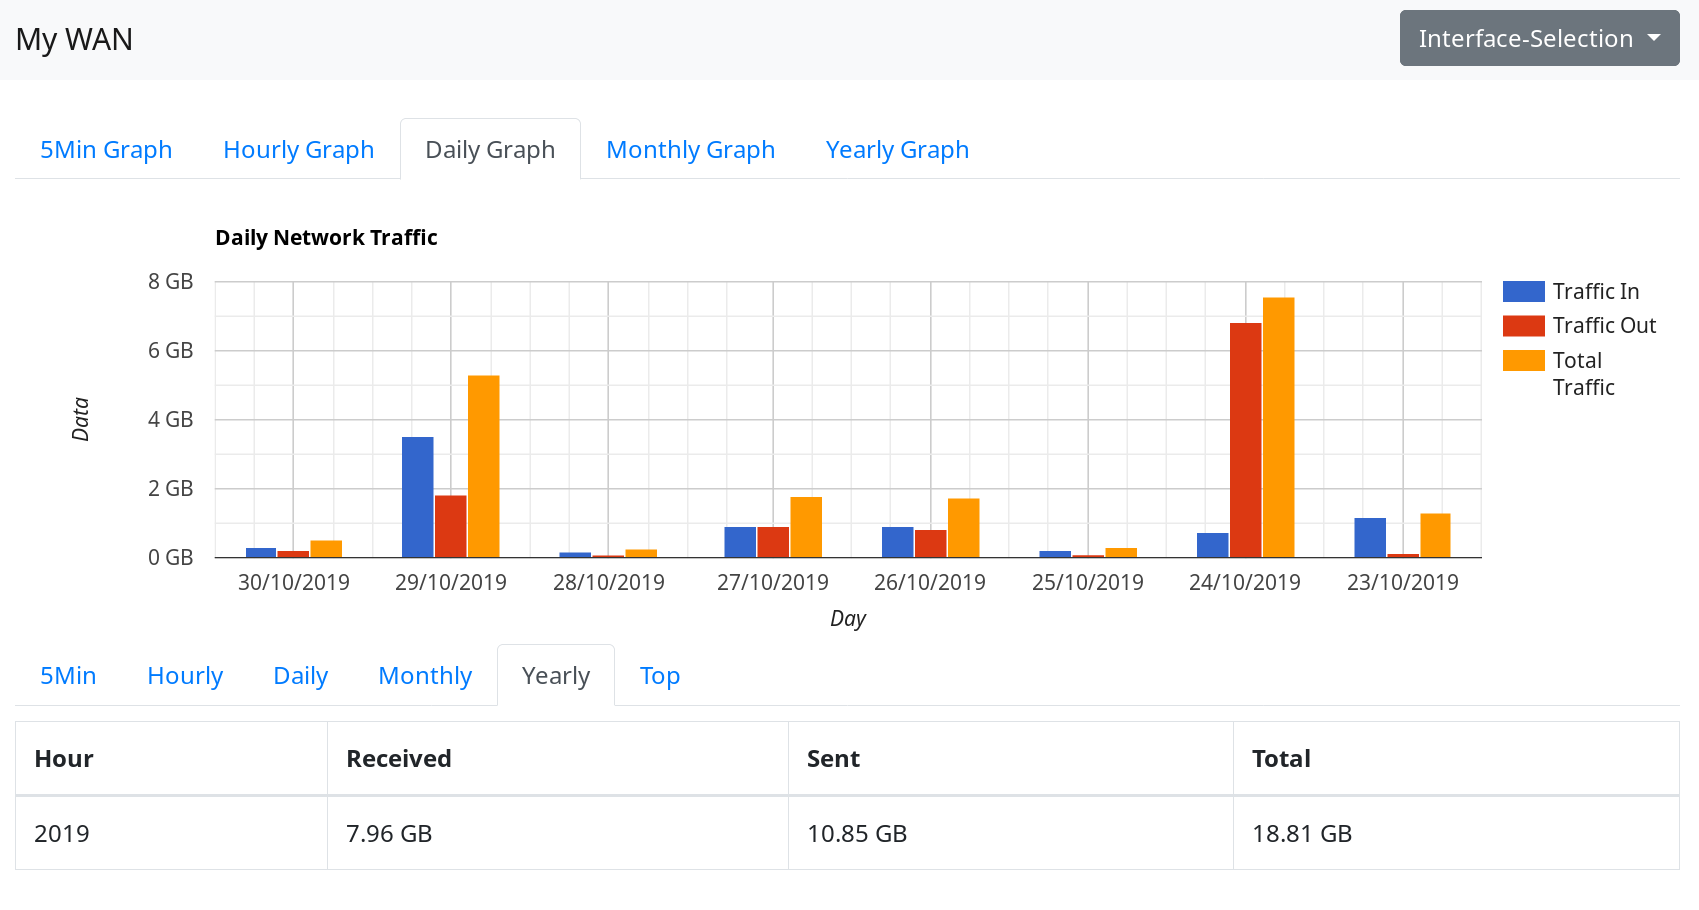 My WAN
Interface-Selection
5Min Graph Hourly Graph Daily Graph Monthly Graph Yearly Graph
Daily Network Traffic
8 GB
6 GB
4 GB
2 GB
0 GB
Data
30/10/2019 29/10/2019 28/10/2019 27/10/2019 26/10/2019 25/10/2019 24/10/2019 23/10/2019
Day
Traffic In
Traffic Out
Total
Traffic
5Min Hourly Daily Monthly Yearly Top
Hour Received Sent Total
2019 7.96 GB 10.85 GB 18.81 GB